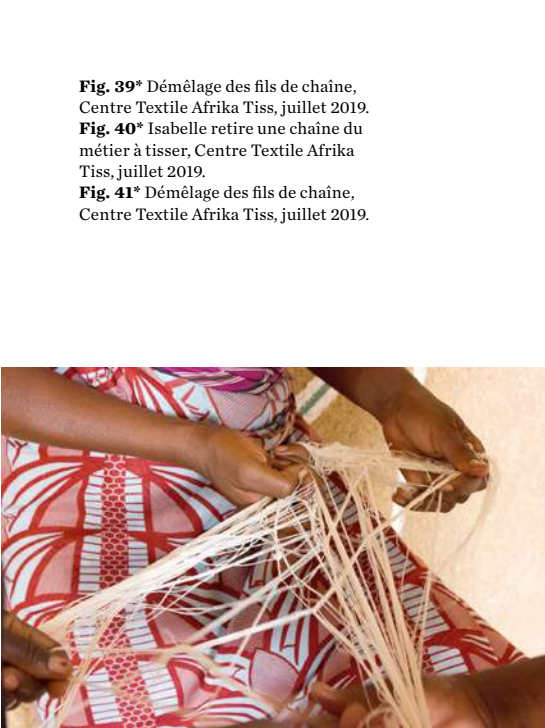 Fig. 39* Démêlage des fils de chaîne,
Centre Textile Afrika Tiss, juillet 2019.
Fig. 40* Isabelle retire une chaîne du
métier à tisser, Centre Textile Afrika
Tiss, juillet 2019.
Fig. 41* Démêlage des fils de chaîne,
Centre Textile Afrika Tiss, juillet 2019.